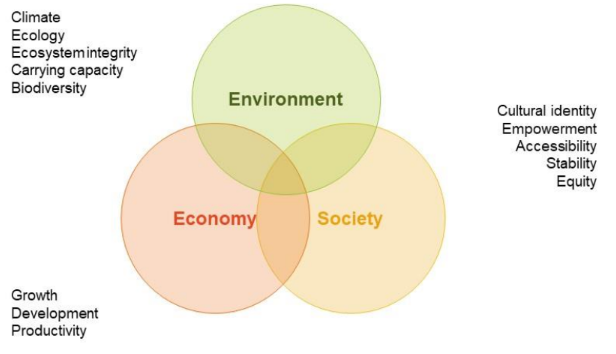 Climate
Ecology
Ecosystem integrity
Carrying capacity
Biodiversity
Environment
Cultural identity
Empowerment
Accessibility
Stability
Equity
Economy
Society
Growth
Development
Productivity